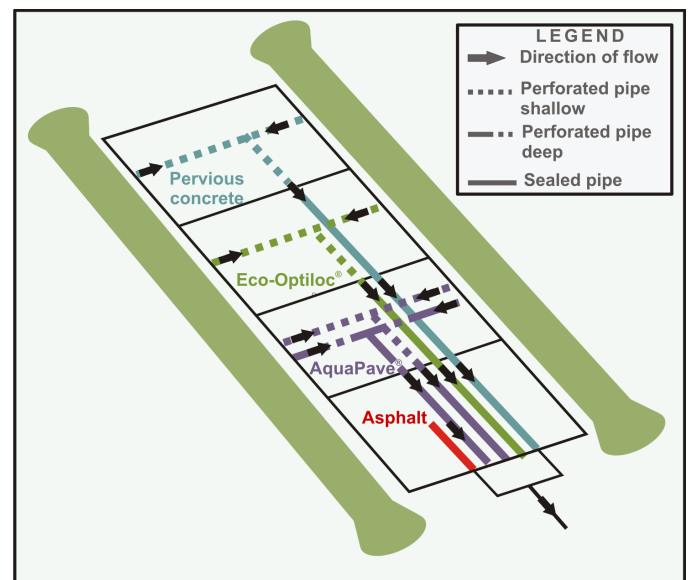 LEGEND
Direction of flow
Perforated pipe
shallow
Perforated pipe
deep
Sealed pipe
Pervious
concrete
Eco-Optiloc®
AquaPave®
Asphalt